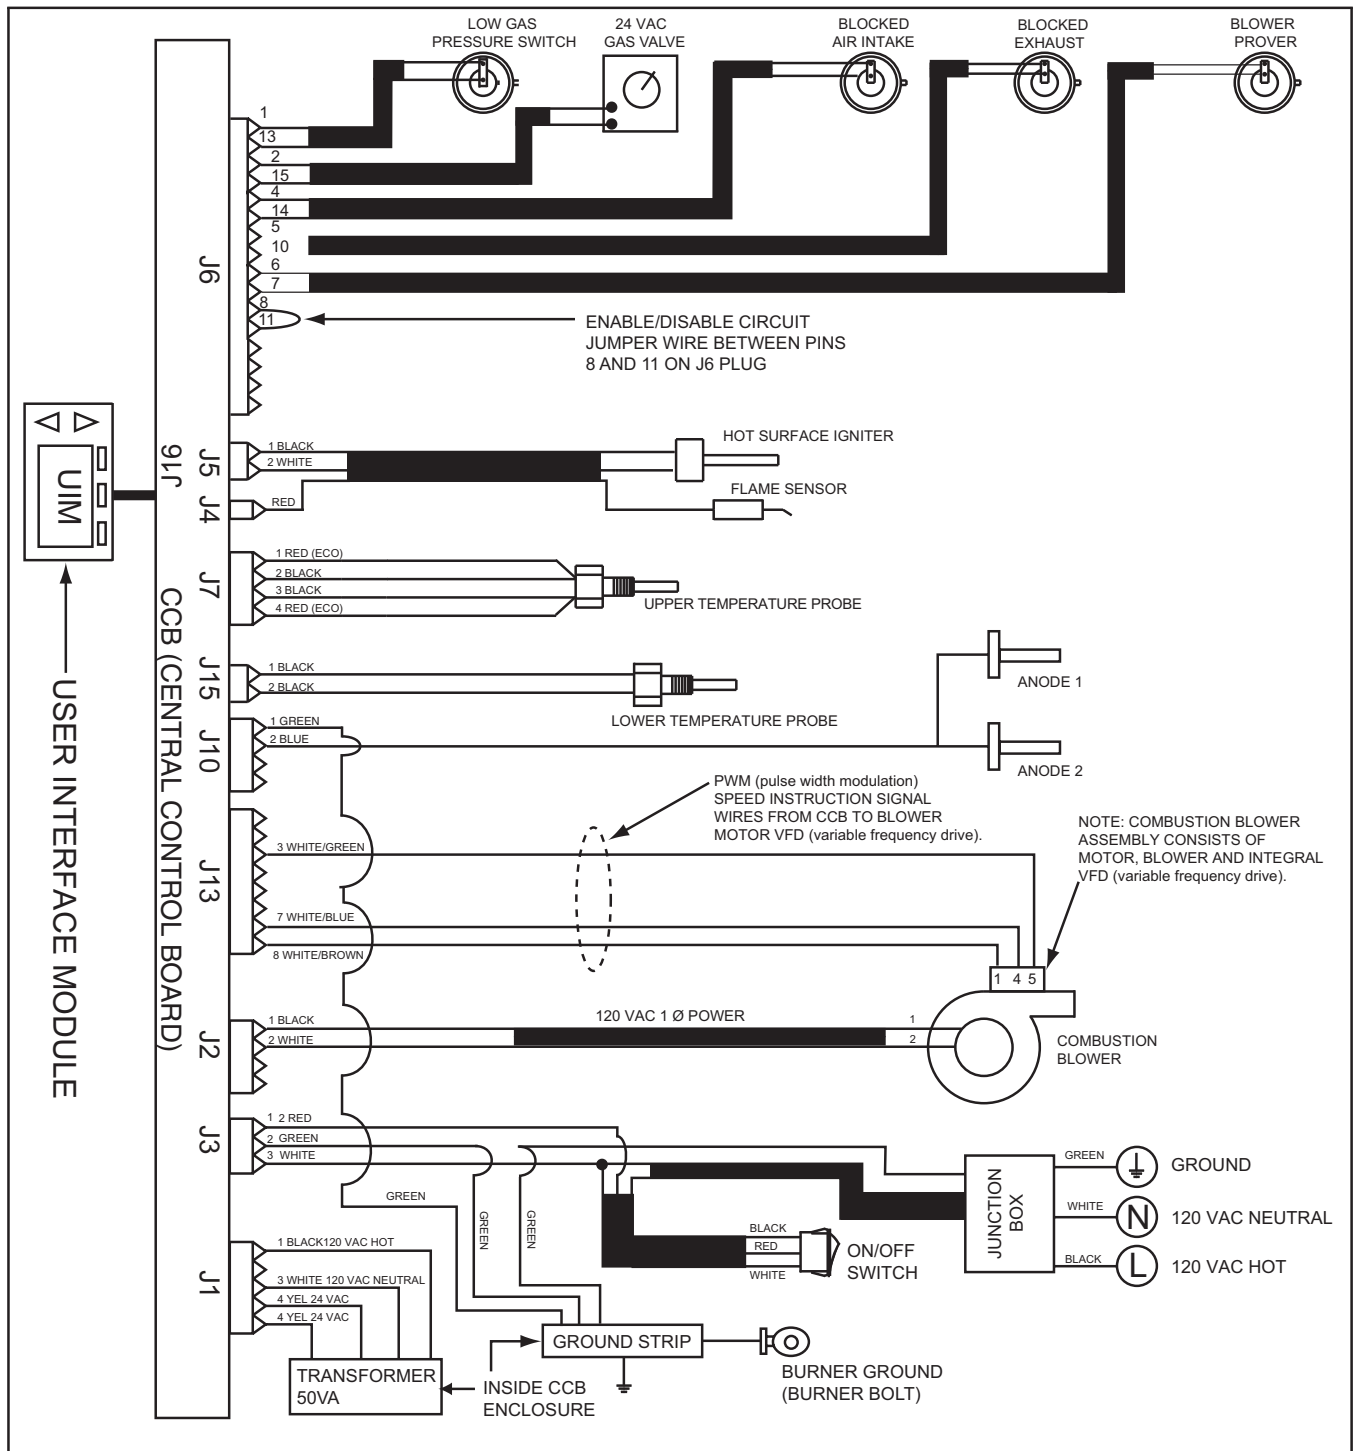 LOW GAS
PRESSURE SWITCH
24 VAC
GAS VALVE
BLOCKED
AIR INTAKE
BLOCKED
EXHAUST
BLOWER
PROVER
1
13
2
15
4
14
5
10
6
7
8
11
J6
ENABLE/DISABLE CIRCUIT
JUMPER WIRE BETWEEN PINS
8 AND 11 ON J6 PLUG
UIM
USER INTERFACE MODULE
J16
CCB (CENTRAL CONTROL BOARD)
J5
1 BLACK
2 WHITE
HOT SURFACE IGNITER
J4
RED
FLAME SENSOR
J7
1 RED (ECO)
2 BLACK
3 BLACK
4 RED (ECO)
UPPER TEMPERATURE PROBE
J15
1 BLACK
2 BLACK
LOWER TEMPERATURE PROBE
ANODE 1
ANODE 2
J10
1 GREEN
2 BLUE
PWM (pulse width modulation)
SPEED INSTRUCTION SIGNAL
WIRES FROM CCB TO BLOWER
MOTOR VFD (variable frequency drive).
NOTE: COMBUSTION BLOWER
ASSEMBLY CONSISTS OF
MOTOR, BLOWER AND INTEGRAL
VFD (variable frequency drive).
J13
3 WHITE/GREEN
7 WHITE/BLUE
8 WHITE/BROWN
1 4 5
J2
1 BLACK
2 WHITE
120 VAC 1 Ø POWER
1
2
COMBUSTION
BLOWER
J3
1 2 RED
2 GREEN
3 WHITE
GREEN
GREEN
GREEN
BLACK
RED
WHITE
ON/OFF
SWITCH
JUNCTION
BOX
GREEN
GROUND
WHITE
N
120 VAC NEUTRAL
BLACK
L
120 VAC HOT
J1
1 BLACK120 VAC HOT
3 WHITE 120 VAC NEUTRAL
4 YEL 24 VAC
4 YEL 24 VAC
TRANSFORMER
50VA
INSIDE CCB
ENCLOSURE
GROUND STRIP
BURNER GROUND
(BURNER BOLT)